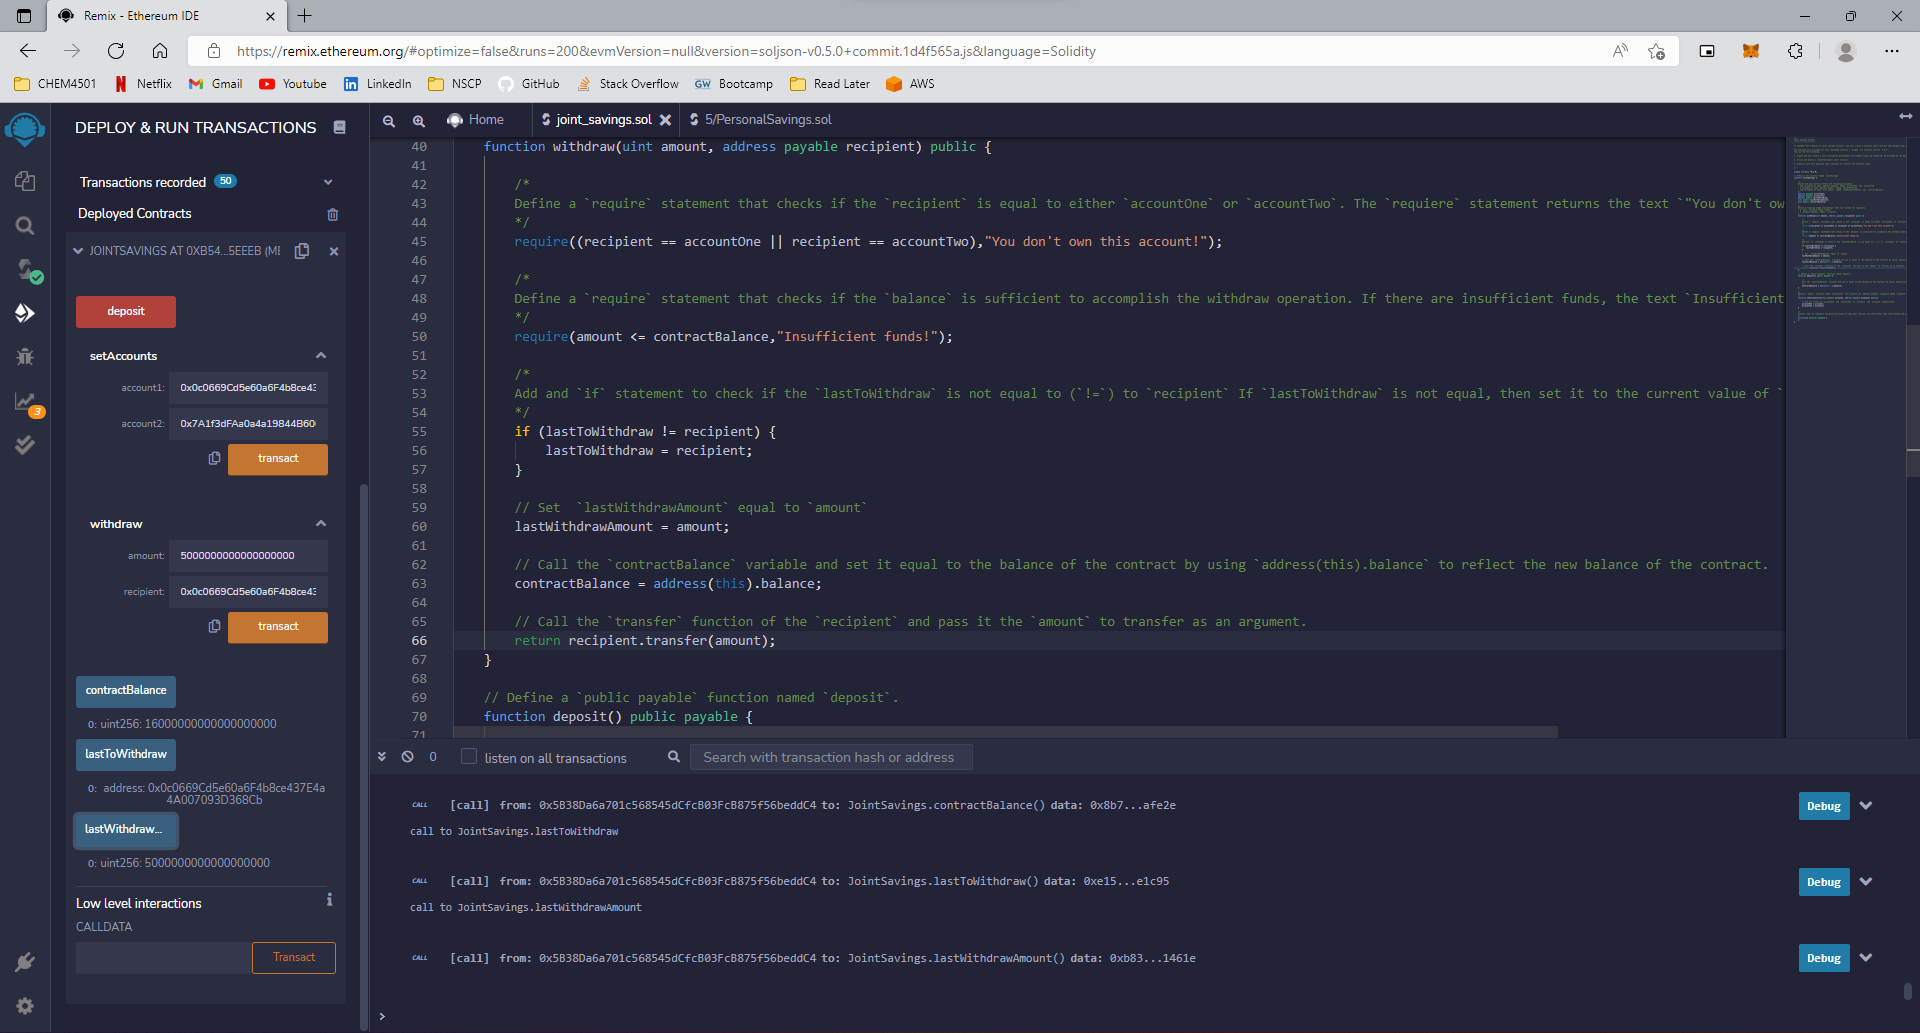 Remix - Ethereum IDE
https://remix.ethereum.org/#optimize=false&runs=200&evmVersion=null&version=soljson-v0.5.0+commit.1d4f565a.js&language=Solidity
CHEM4501 Netflix Gmail Youtube LinkedIn NSCP GitHub Stack Overflow GW Bootcamp Read Later AWS
DEPLOY & RUN TRANSACTIONS
Transactions recorded 50
Deployed Contracts
JOINTSAVINGS AT 0XB54...5EEEB (ME
deposit
setAccounts
account1: 0x0c0669Cd5e60a6F4b8ce43
account2: 0x7A1f3dFAa0a4a19844B60
transact
withdraw
amount: 5000000000000000000
recipient: 0x0c0669Cd5e60a6F4b8ce43
transact
contractBalance
0: uint256: 16000000000000000000
lastToWithdraw
0: address: 0x0c0669Cd5e60a6F4b8ce437E4a
4A007093D368Cb
lastWithdraw...
0: uint256: 5000000000000000000
Low level interactions
CALLDATA
Transact
3
Home joint_savings.sol 5/PersonalSavings.sol
40 function withdraw(uint amount, address payable recipient) public {
41
42 /*
43 Define a `require` statement that checks if the `recipient` is equal to either `accountOne` or `accountTwo`. The `requiere` statement returns the text `"You don't ow
44 */
45 require((recipient == accountOne || recipient == accountTwo),"You don't own this account!");
46
47 /*
48 Define a `require` statement that checks if the `balance` is sufficient to accomplish the withdraw operation. If there are insufficient funds, the text `Insufficient
49 */
50 require(amount <= contractBalance,"Insufficient funds!");
51
52 /*
53 Add and `if` statement to check if the `lastToWithdraw` is not equal to (`!=`) to `recipient` If `lastToWithdraw` is not equal, then set it to the current value of `
54 */
55 if (lastToWithdraw != recipient) {
56 lastToWithdraw = recipient;
57 }
58
59 // Set  `lastWithdrawAmount` equal to `amount`
60 lastWithdrawAmount = amount;
61
62 // Call the `contractBalance` variable and set it equal to the balance of the contract by using `address(this).balance` to reflect the new balance of the contract.
63 contractBalance = address(this).balance;
64
65 // Call the `transfer` function of the `recipient` and pass it the `amount` to transfer as an argument.
66 return recipient.transfer(amount);
67 }
68
69 // Define a `public payable` function named `deposit`.
70 function deposit() public payable {
71
0 listen on all transactions Search with transaction hash or address
CALL [call] from: 0x5B38Da6a701c568545dCfcB03FcB875f56beddC4 to: JointSavings.contractBalance() data: 0x8b7...afe2e Debug
call to JointSavings.lastToWithdraw
CALL [call] from: 0x5B38Da6a701c568545dCfcB03FcB875f56beddC4 to: JointSavings.lastToWithdraw() data: 0xe15...e1c95 Debug
call to JointSavings.lastWithdrawAmount
CALL [call] from: 0x5B38Da6a701c568545dCfcB03FcB875f56beddC4 to: JointSavings.lastWithdrawAmount() data: 0xb83...1461e Debug
>